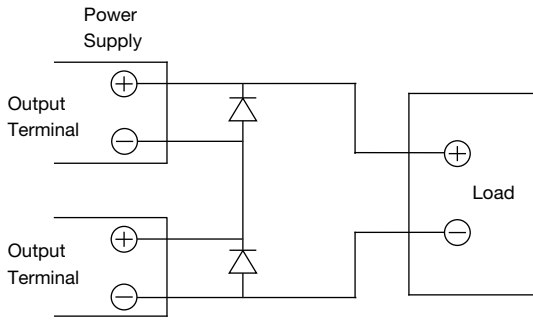 Power
Supply
Output
Terminal
+
−
+
−
Load
Output
Terminal
+
−